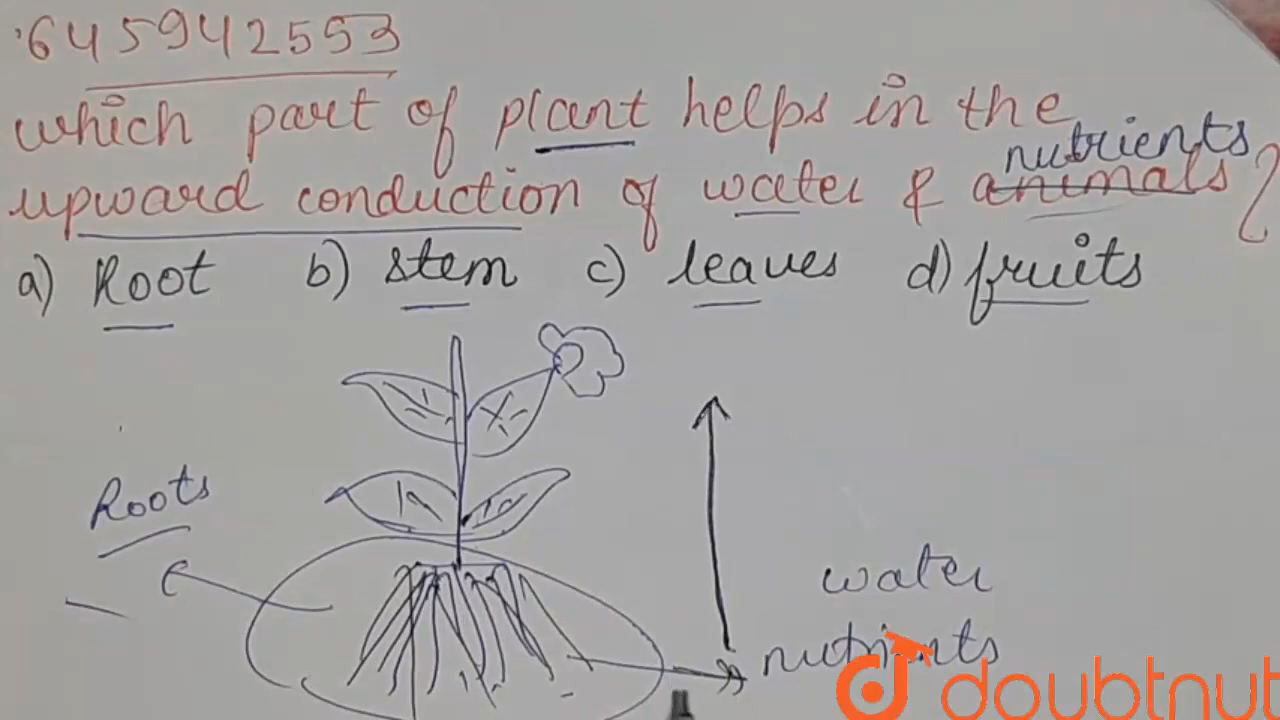 645942553
which part of plant helps in the
nutrients
upward conduction of water & animals?
a) Root b) stem c) leaves d) fruits
Roots
water
nutrients
doubtnut